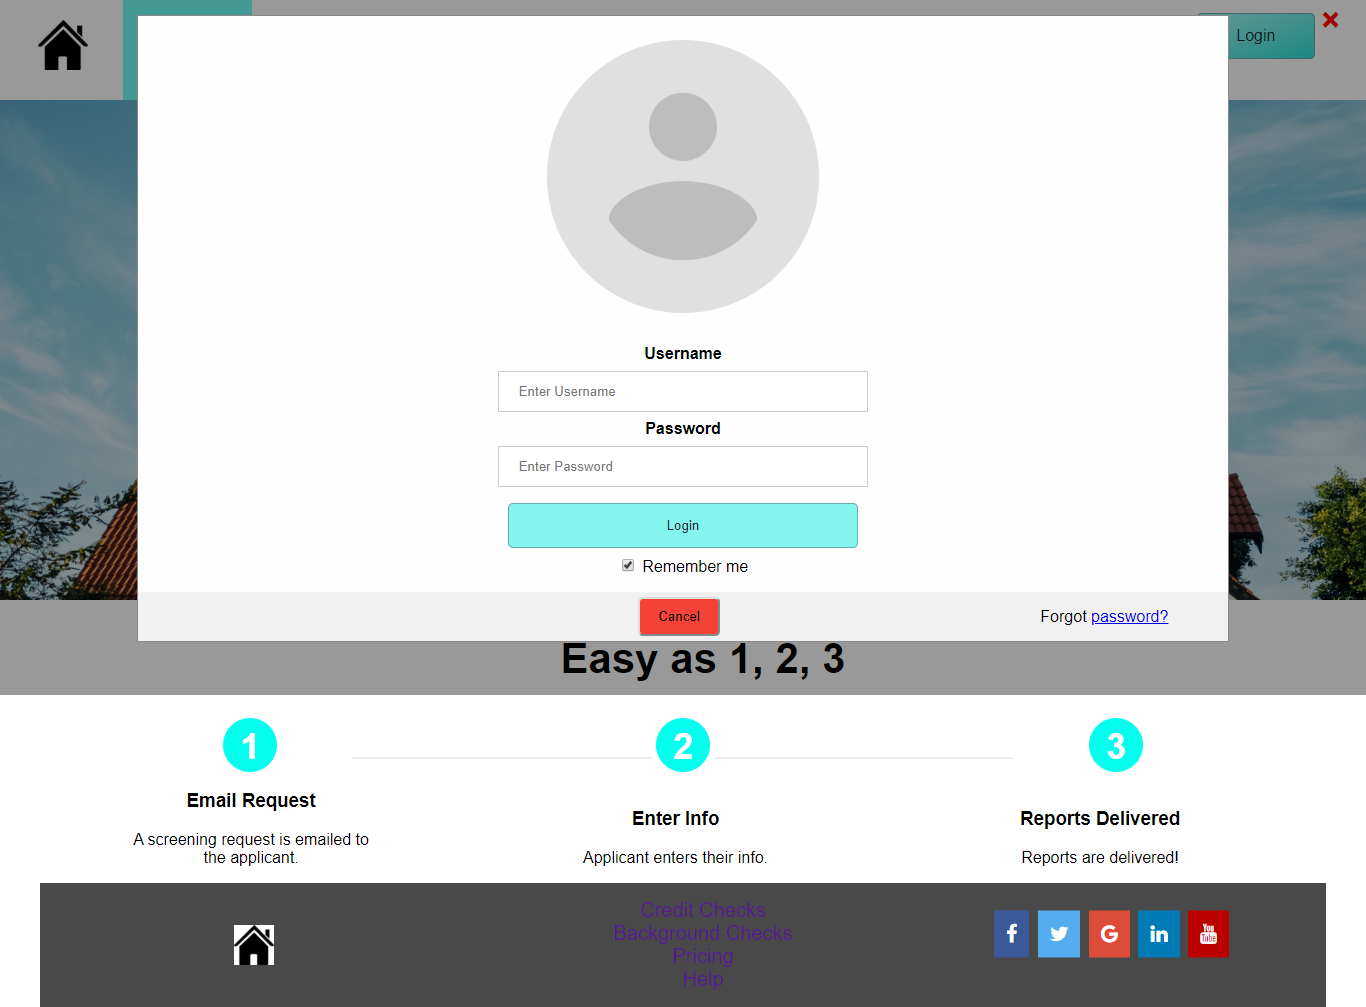 Login
Username
Enter Username
Password
Enter Password
Login
Remember me
Cancel
Forgot password?
Easy as 1, 2, 3
1
2
3
Email Request
A screening request is emailed to
the applicant.
Enter Info
Applicant enters their info.
Reports Delivered
Reports are delivered!
Credit Checks
Background Checks
Pricing
Help
f
G
in
You
Tube